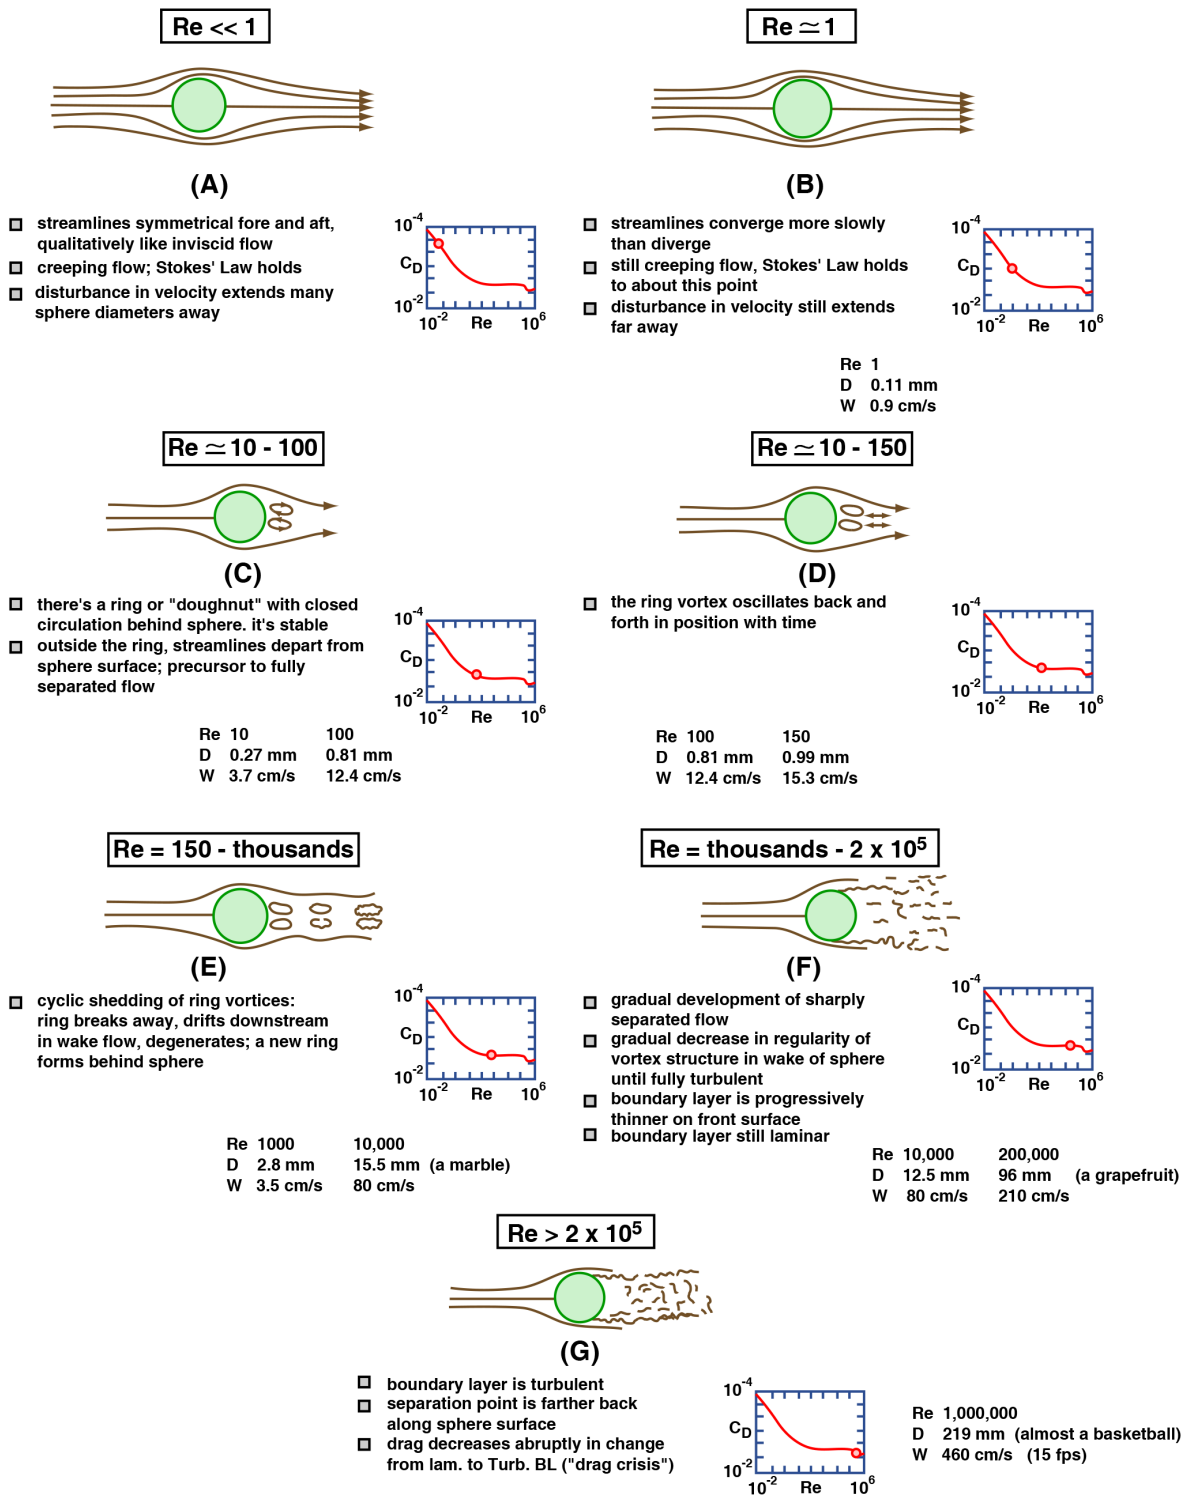 Re << 1
(A)
streamlines symmetrical fore and aft,
qualitatively like inviscid flow
creeping flow; Stokes' Law holds
disturbance in velocity extends many
sphere diameters away
10-4
CD
10-2
10-2 Re 106
Re ≃ 1
(B)
streamlines converge more slowly
than diverge
still creeping flow, Stokes' Law holds
to about this point
disturbance in velocity still extends
far away
10-4
CD
10-2
10-2 Re 106
Re 1
D 0.11 mm
W 0.9 cm/s
Re ≃ 10 - 100
(C)
there's a ring or "doughnut" with closed
circulation behind sphere. it's stable
outside the ring, streamlines depart from
sphere surface; precursor to fully
separated flow
10-4
CD
10-2
10-2 Re 106
Re 10 100
D 0.27 mm 0.81 mm
W 3.7 cm/s 12.4 cm/s
Re ≃ 10 - 150
(D)
the ring vortex oscillates back and
forth in position with time
10-4
CD
10-2
10-2 Re 106
Re 100 150
D 0.81 mm 0.99 mm
W 12.4 cm/s 15.3 cm/s
Re = 150 - thousands
(E)
cyclic shedding of ring vortices:
ring breaks away, drifts downstream
in wake flow, degenerates; a new ring
forms behind sphere
10-4
CD
10-2
10-2 Re 106
Re 1000 10,000
D 2.8 mm 15.5 mm (a marble)
W 3.5 cm/s 80 cm/s
Re = thousands - 2 x 105
(F)
gradual development of sharply
separated flow
gradual decrease in regularity of
vortex structure in wake of sphere
until fully turbulent
boundary layer is progressively
thinner on front surface
boundary layer still laminar
10-4
CD
10-2
10-2 Re 106
Re 10,000 200,000
D 12.5 mm 96 mm (a grapefruit)
W 80 cm/s 210 cm/s
Re > 2 x 105
(G)
boundary layer is turbulent
separation point is farther back
along sphere surface
drag decreases abruptly in change
from lam. to Turb. BL ("drag crisis")
10-4
CD
10-2
10-2 Re 106
Re 1,000,000
D 219 mm (almost a basketball)
W 460 cm/s (15 fps)